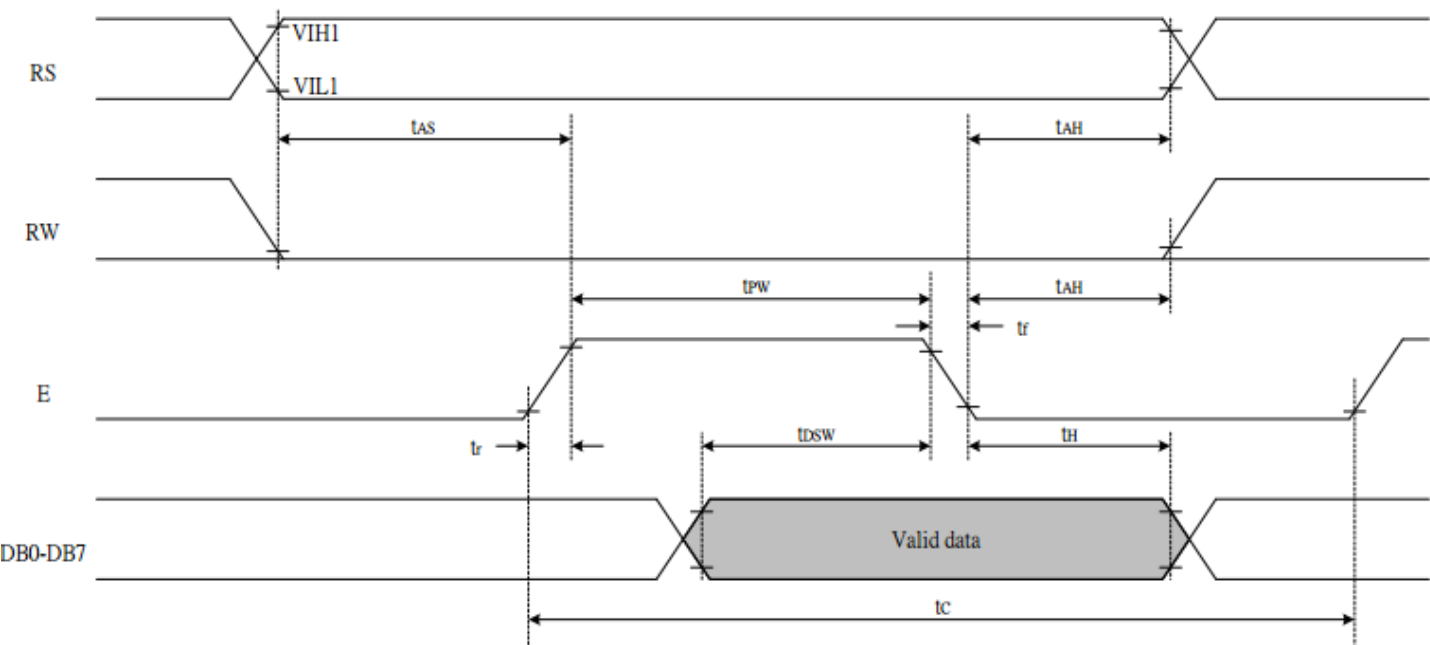 VIH1
RS
VIL1
tAS
tAH
RW
tPW
tAH
tf
E
tr
tDSW
tH
Valid data
DB0-DB7
tC